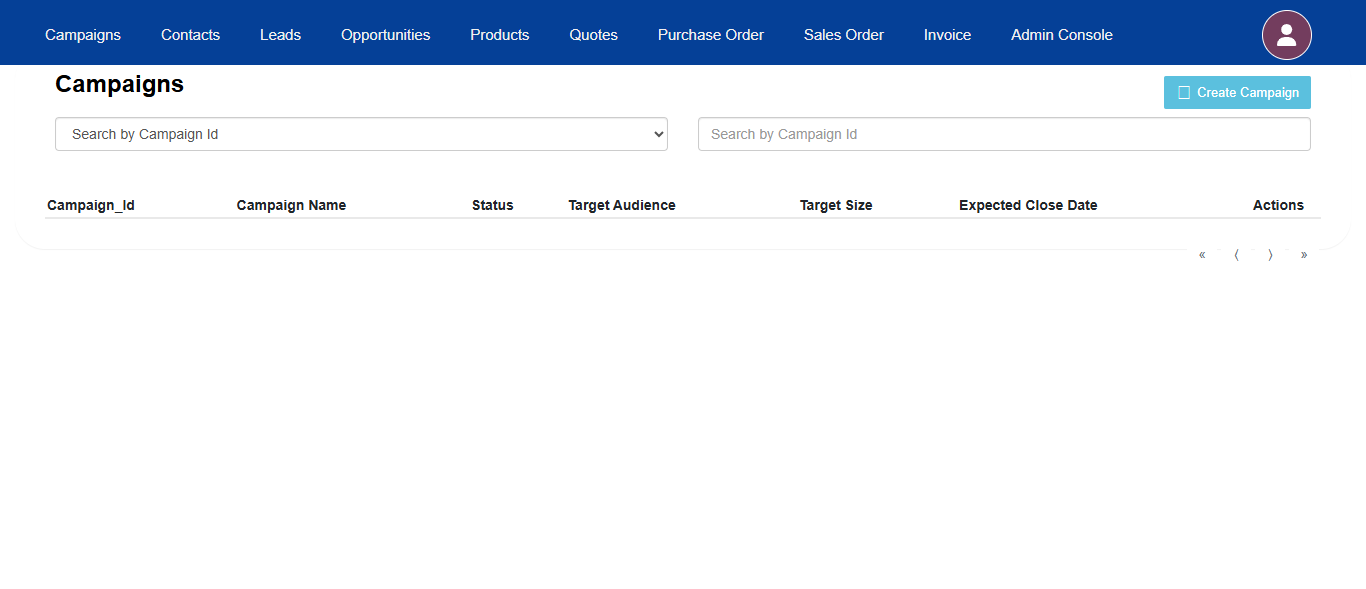 Campaigns Contacts Leads Opportunities Products Quotes Purchase Order Sales Order Invoice Admin Console
Campaigns
Create Campaign
Search by Campaign Id Search by Campaign Id
Campaign_Id Campaign Name Status Target Audience Target Size Expected Close Date Actions
« ⟨ ⟩ »